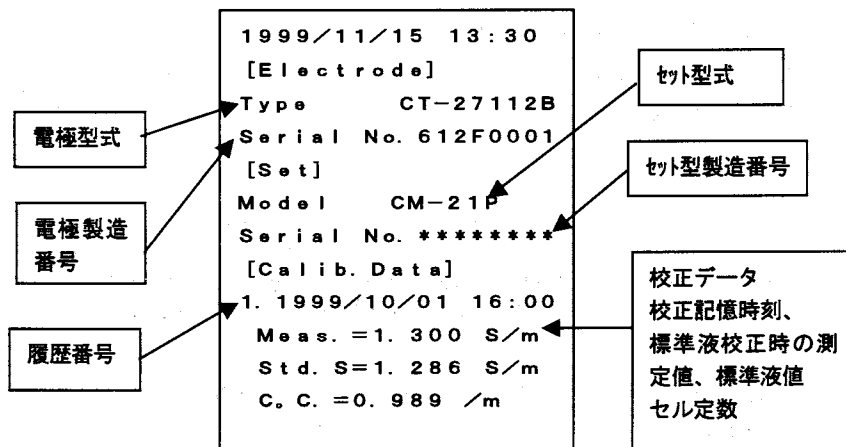 1999/11/15 13:30
[Electrode]
Type CT-27112B
Serial No. 612F0001
[Set]
Model CM-21P
Serial No. ********
[Calib. Data]
1. 1999/10/01 16:00
Meas. =1. 300 S/m
Std. S=1. 286 S/m
C。C. =0. 989 /m
電極型式
電極製造
番号
履歴番号
セット型式
セット型製造番号
校正データ
校正記憶時刻、
標準液校正時の測
定値、標準液値
セル定数